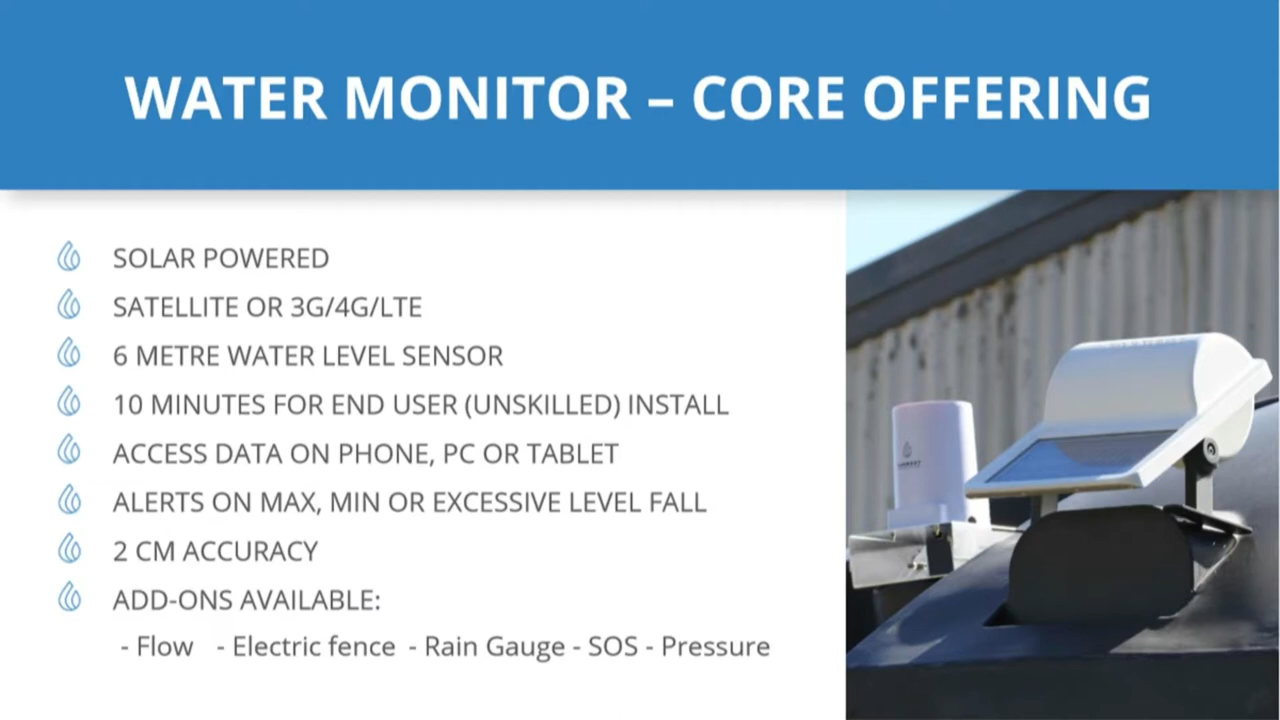 WATER MONITOR – CORE OFFERING
SOLAR POWERED
SATELLITE OR 3G/4G/LTE
6 METRE WATER LEVEL SENSOR
10 MINUTES FOR END USER (UNSKILLED) INSTALL
ACCESS DATA ON PHONE, PC OR TABLET
ALERTS ON MAX, MIN OR EXCESSIVE LEVEL FALL
2 CM ACCURACY
ADD-ONS AVAILABLE:
- Flow - Electric fence - Rain Gauge - SOS - Pressure